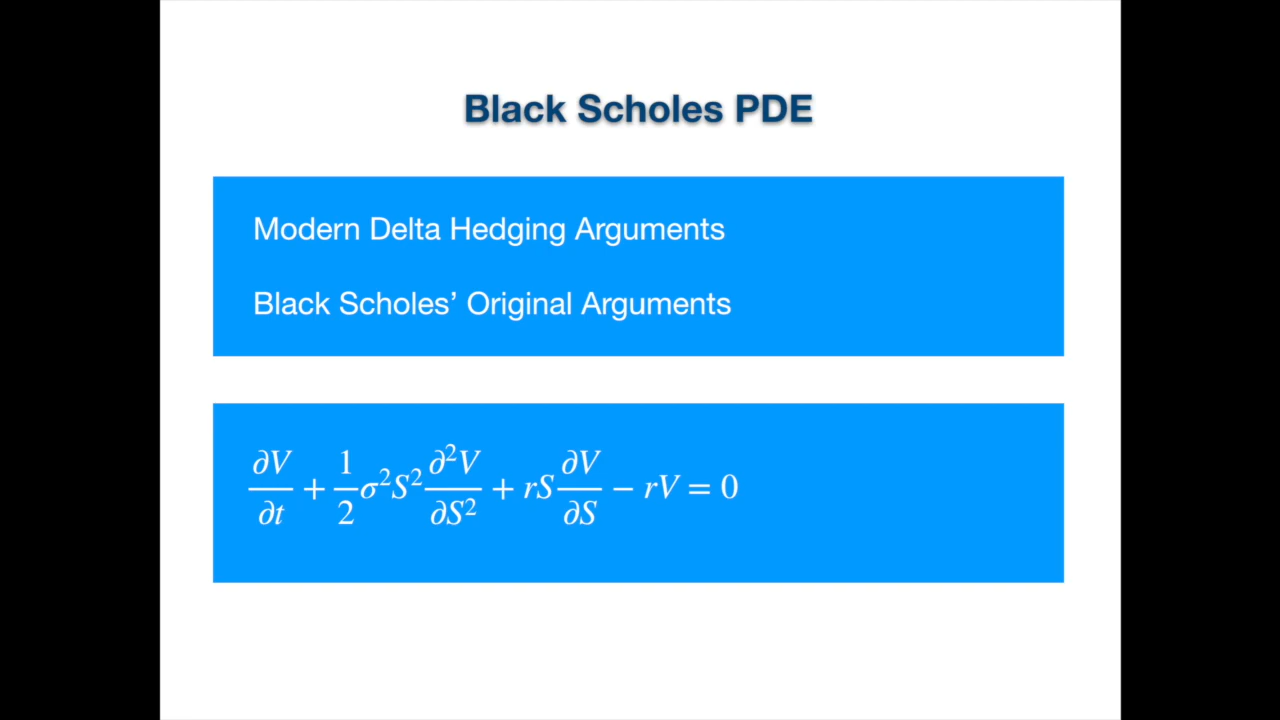 Black Scholes PDE
Modern Delta Hedging Arguments
Black Scholes’ Original Arguments
∂V/∂t + 1/2 σ²S² ∂²V/∂S² + rS ∂V/∂S − rV = 0